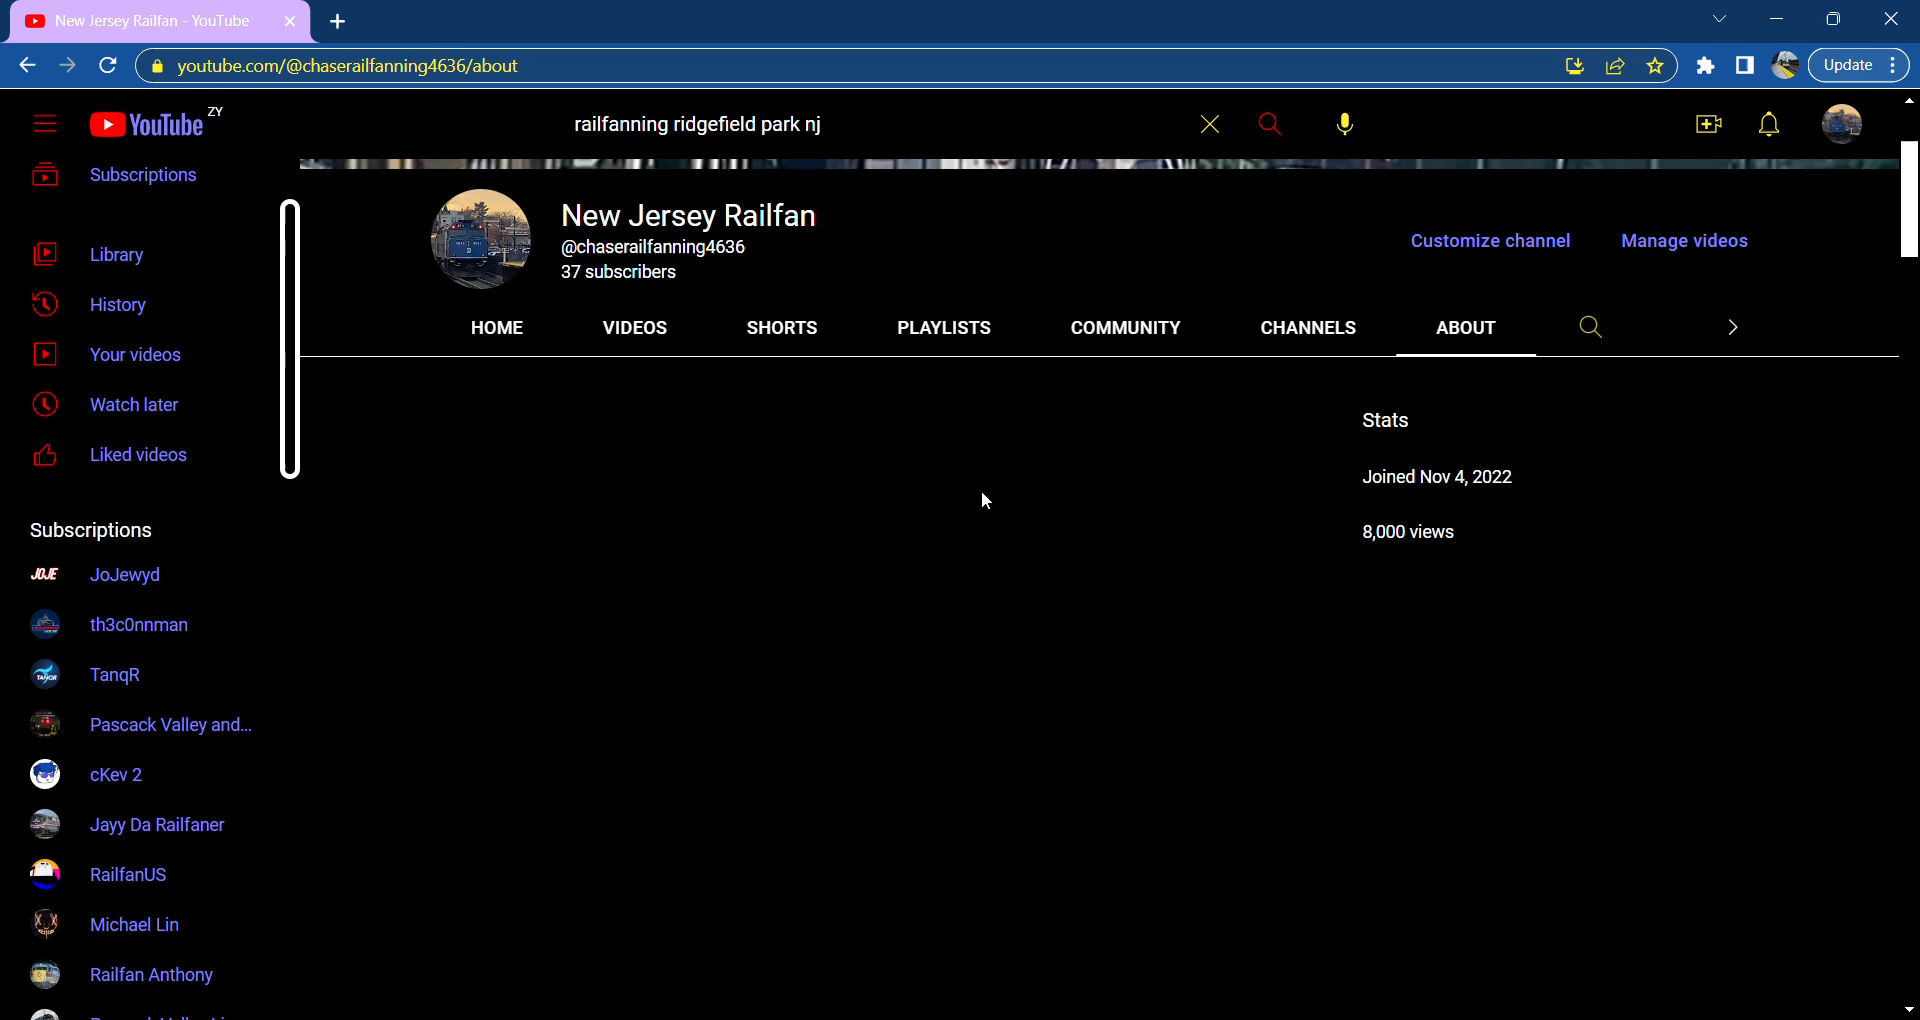 New Jersey Railfan - YouTube
youtube.com/@chaserailfanning4636/about
Update
YouTube ZY
railfanning ridgefield park nj
Subscriptions
Library
History
Your videos
Watch later
Liked videos
Subscriptions
JOJE JoJewyd
th3c0nnman
TANQR TanqR
Pascack Valley and...
cKev 2
Jayy Da Railfaner
RailfanUS
Michael Lin
Railfan Anthony
New Jersey Railfan
@chaserailfanning4636
37 subscribers
Customize channel Manage videos
HOME VIDEOS SHORTS PLAYLISTS COMMUNITY CHANNELS ABOUT
Stats
Joined Nov 4, 2022
8,000 views